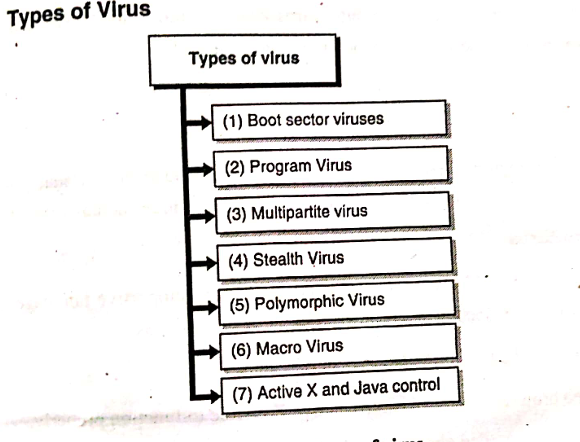 Types of Virus
Types of virus
(1) Boot sector viruses
(2) Program Virus
(3) Multipartite virus
(4) Stealth Virus
(5) Polymorphic Virus
(6) Macro Virus
(7) Active X and Java control